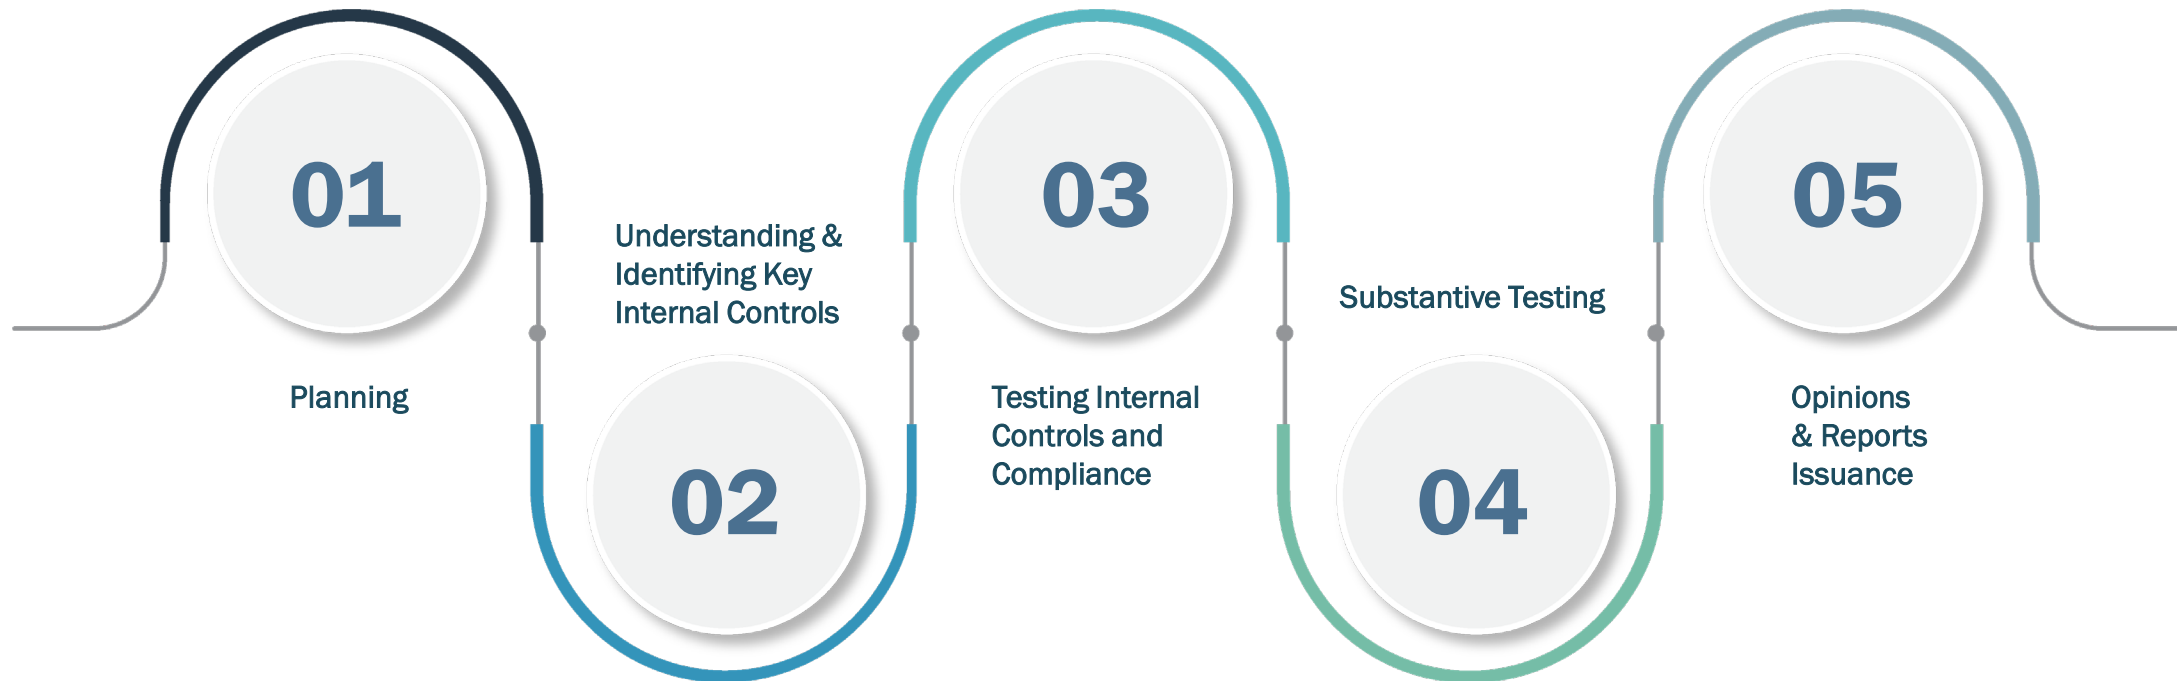 01
Planning
Understanding &
Identifying Key
Internal Controls
02
03
Testing Internal
Controls and
Compliance
Substantive Testing
04
05
Opinions
& Reports
Issuance